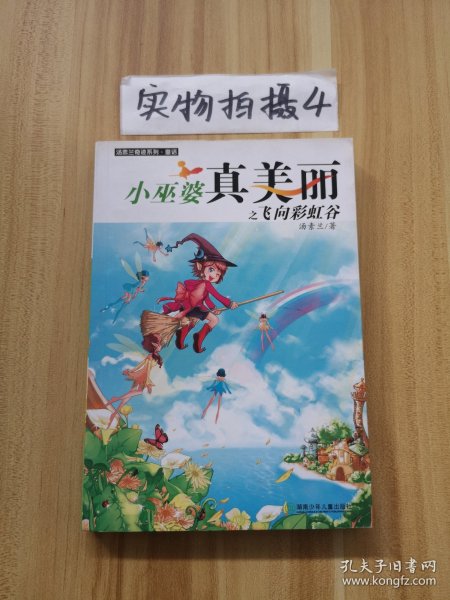 实物拍摄4
汤素兰奇迹系列·童话
小巫婆真美丽
之飞向彩虹谷
汤素兰/著
湖南少年儿童出版社
孔夫子旧书网
www.kongfz.com